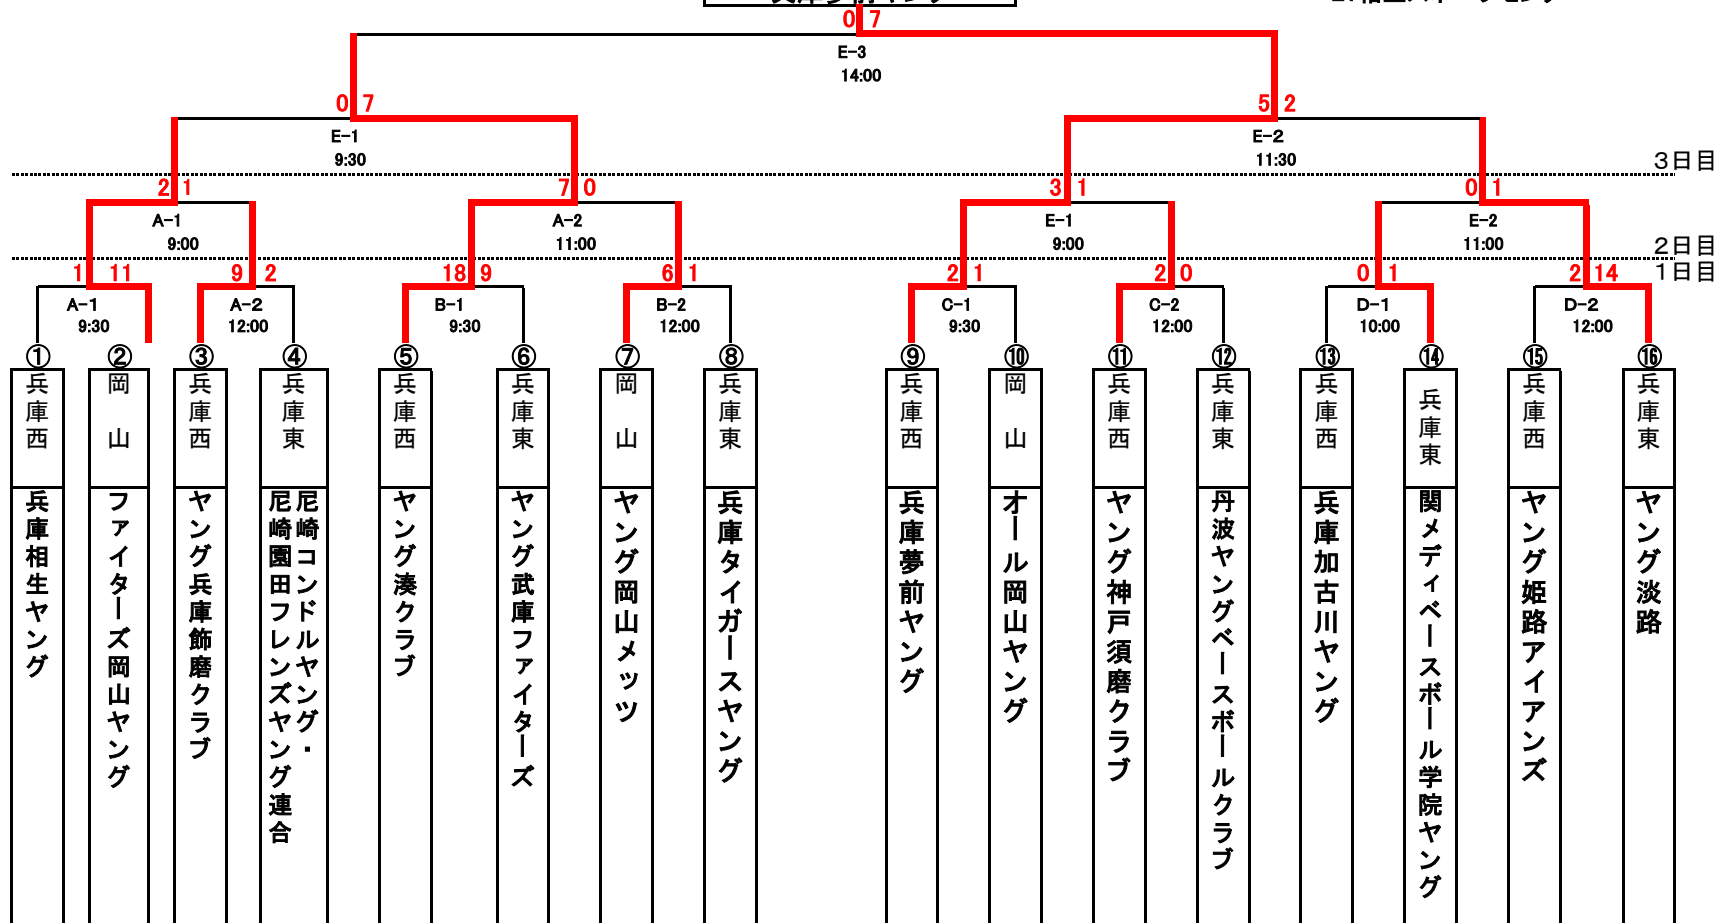 0 7
E-3
14:00
0 7
5 2
E-1
9:30
E-2
11:30
3日目
2 1
7 0
3 1
0 1
A-1
9:00
A-2
11:00
E-1
9:00
E-2
11:00
2日目
1 11
9 2
18 9
6 1
2 1
2 0
0 1
2 14
1日目
A-1
9:30
A-2
12:00
B-1
9:30
B-2
12:00
C-1
9:30
C-2
12:00
D-1
10:00
D-2
12:00
① ② ③ ④ ⑤ ⑥ ⑦ ⑧ ⑨ ⑩ ⑪ ⑫ ⑬ ⑭ ⑮ ⑯
兵庫西
兵庫相生ヤング
岡山
ファイターズ岡山ヤング
兵庫西
ヤング兵庫飾磨クラブ
兵庫東
尼崎コンドルヤング・
尼崎園田フレンズヤング連合
兵庫西
ヤング湊クラブ
兵庫東
ヤング武庫ファイターズ
岡山
ヤング岡山メッツ
兵庫東
兵庫タイガースヤング
兵庫西
兵庫夢前ヤング
岡山
オール岡山ヤング
兵庫西
ヤング神戸須磨クラブ
兵庫東
丹波ヤングベースボールクラブ
兵庫西
兵庫加古川ヤング
兵庫東
関メディベースボール学院ヤング
兵庫西
ヤング姫路アイアンズ
兵庫東
ヤング淡路